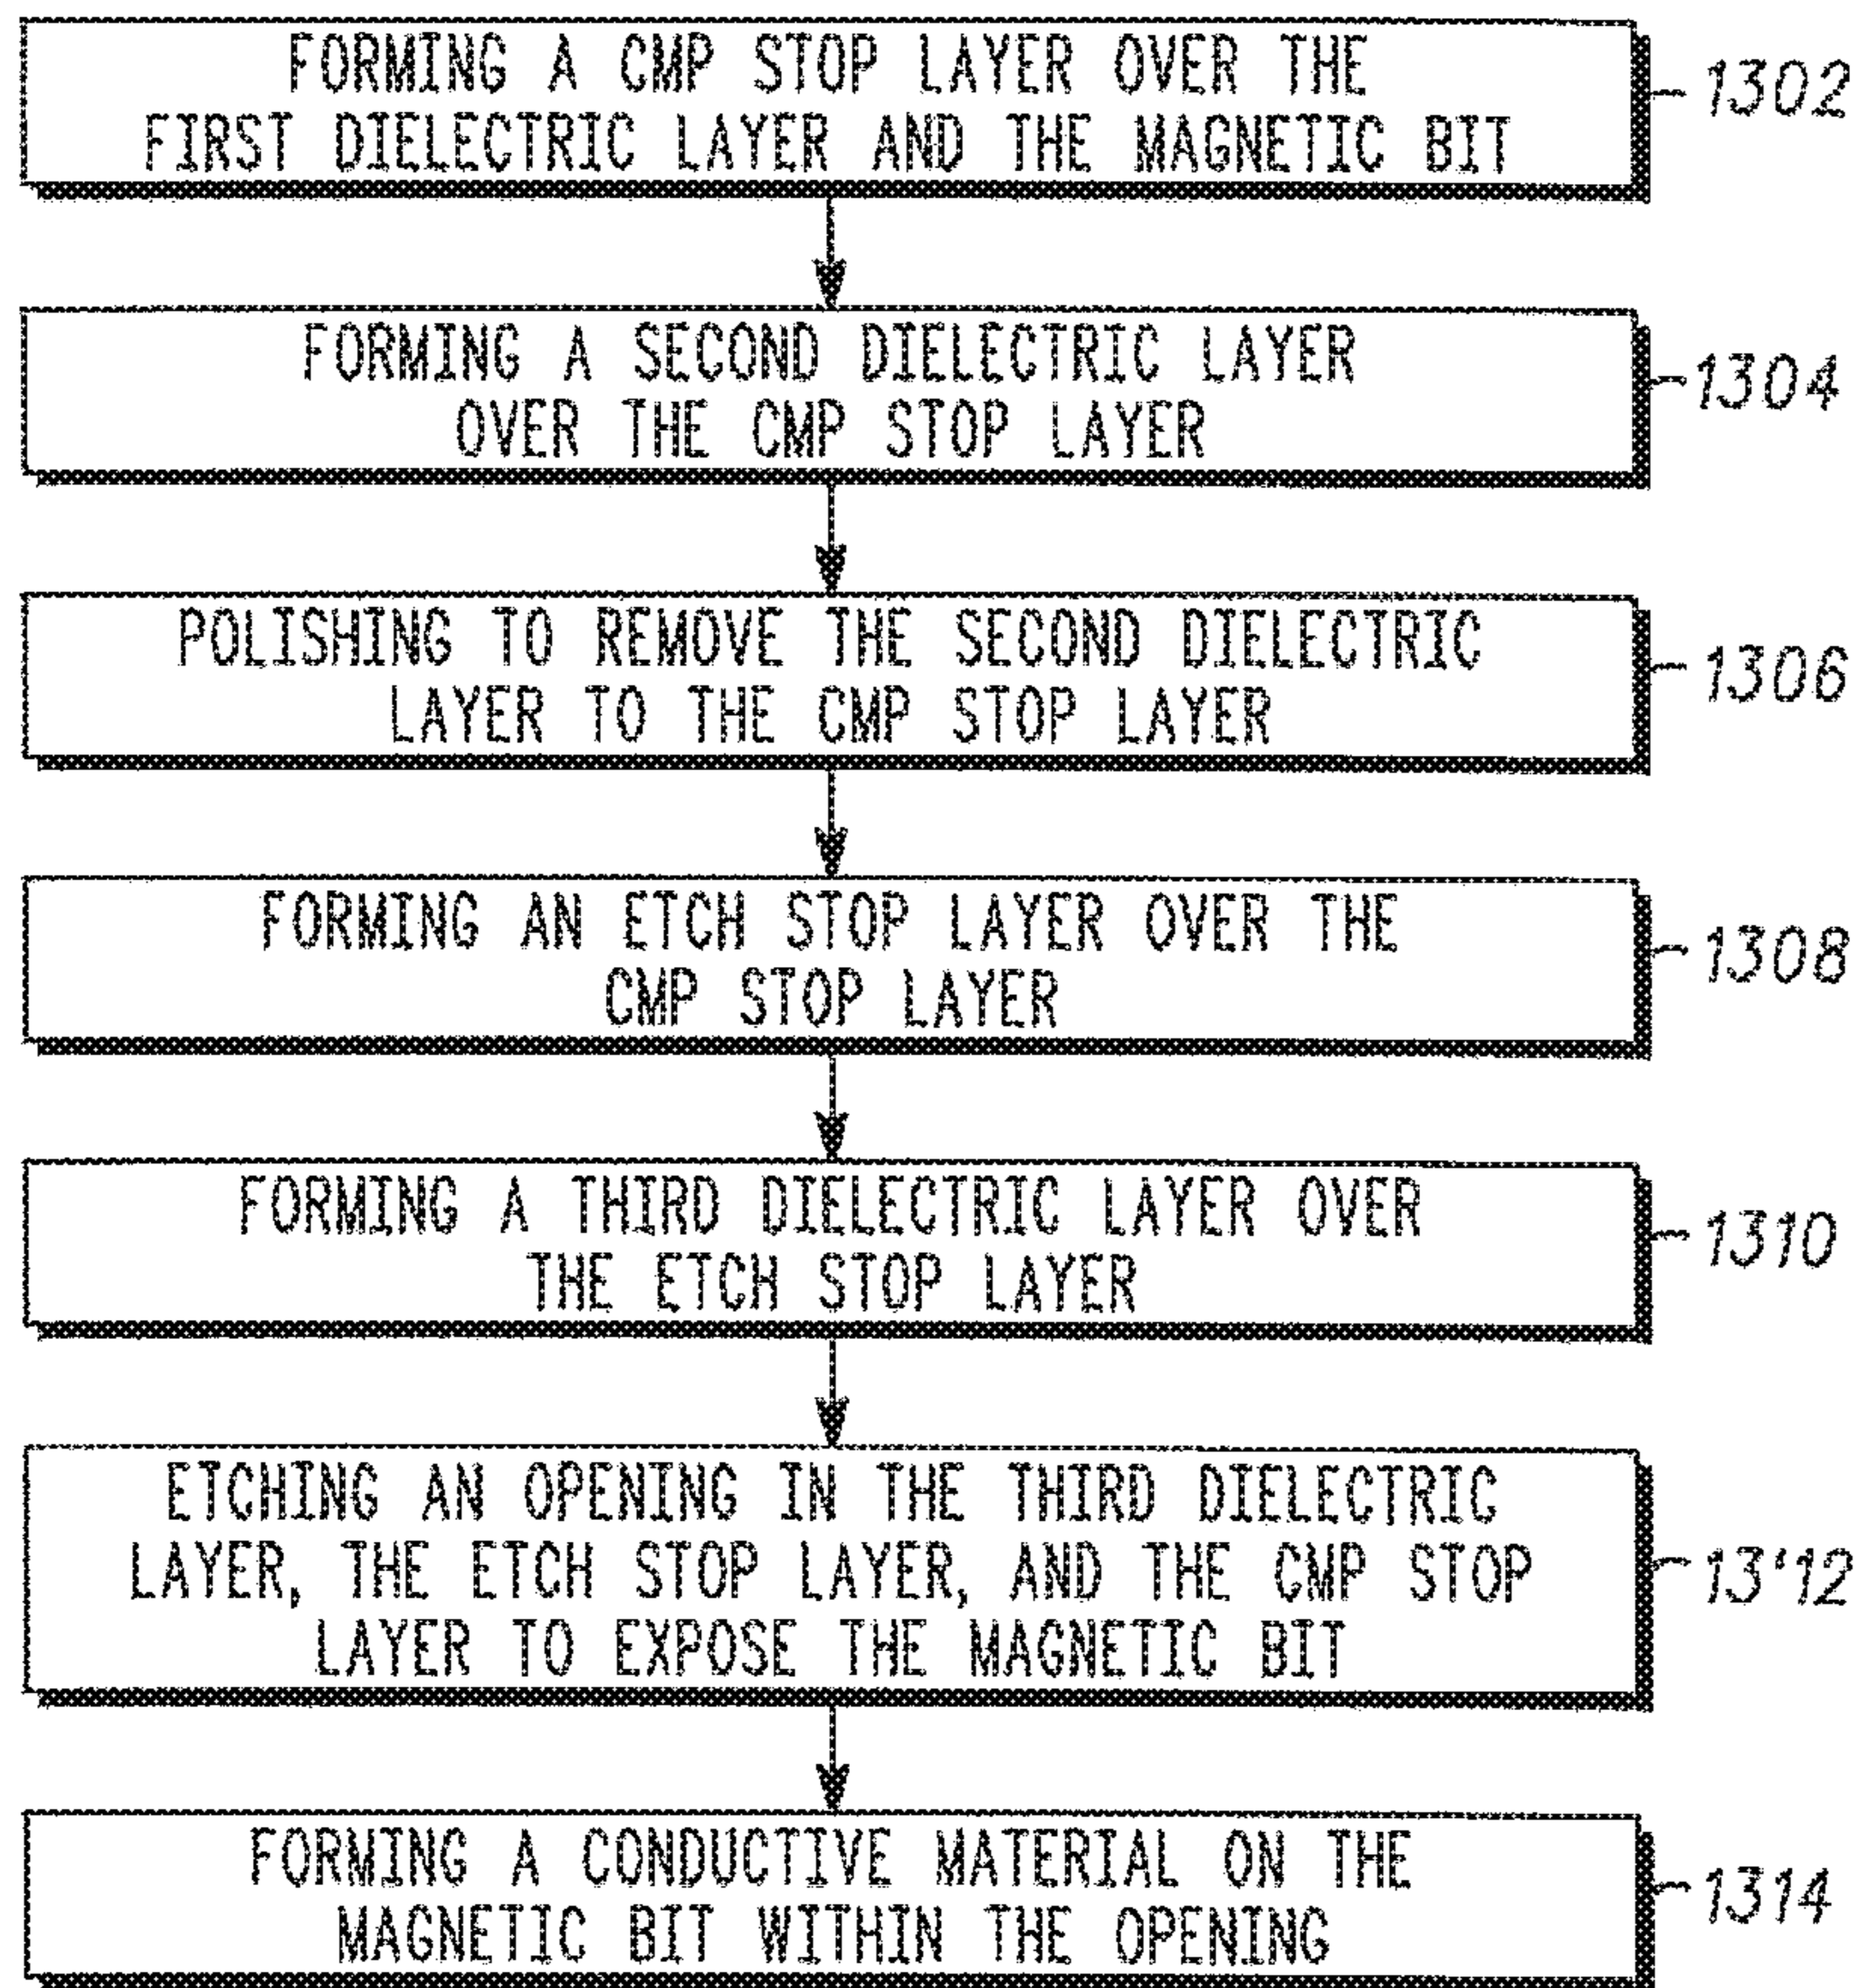 FORMING A CMP STOP LAYER OVER THE
FIRST DIELECTRIC LAYER AND THE MAGNETIC BIT
1302
FORMING A SECOND DIELECTRIC LAYER
OVER THE CMP STOP LAYER
1304
POLISHING TO REMOVE THE SECOND DIELECTRIC
LAYER TO THE CMP STOP LAYER
1306
FORMING AN ETCH STOP LAYER OVER THE
CMP STOP LAYER
1308
FORMING A THIRD DIELECTRIC LAYER OVER
THE ETCH STOP LAYER
1310
ETCHING AN OPENING IN THE THIRD DIELECTRIC
LAYER, THE ETCH STOP LAYER, AND THE CMP STOP
LAYER TO EXPOSE THE MAGNETIC BIT
1312
FORMING A CONDUCTIVE MATERIAL ON THE
MAGNETIC BIT WITHIN THE OPENING
1314